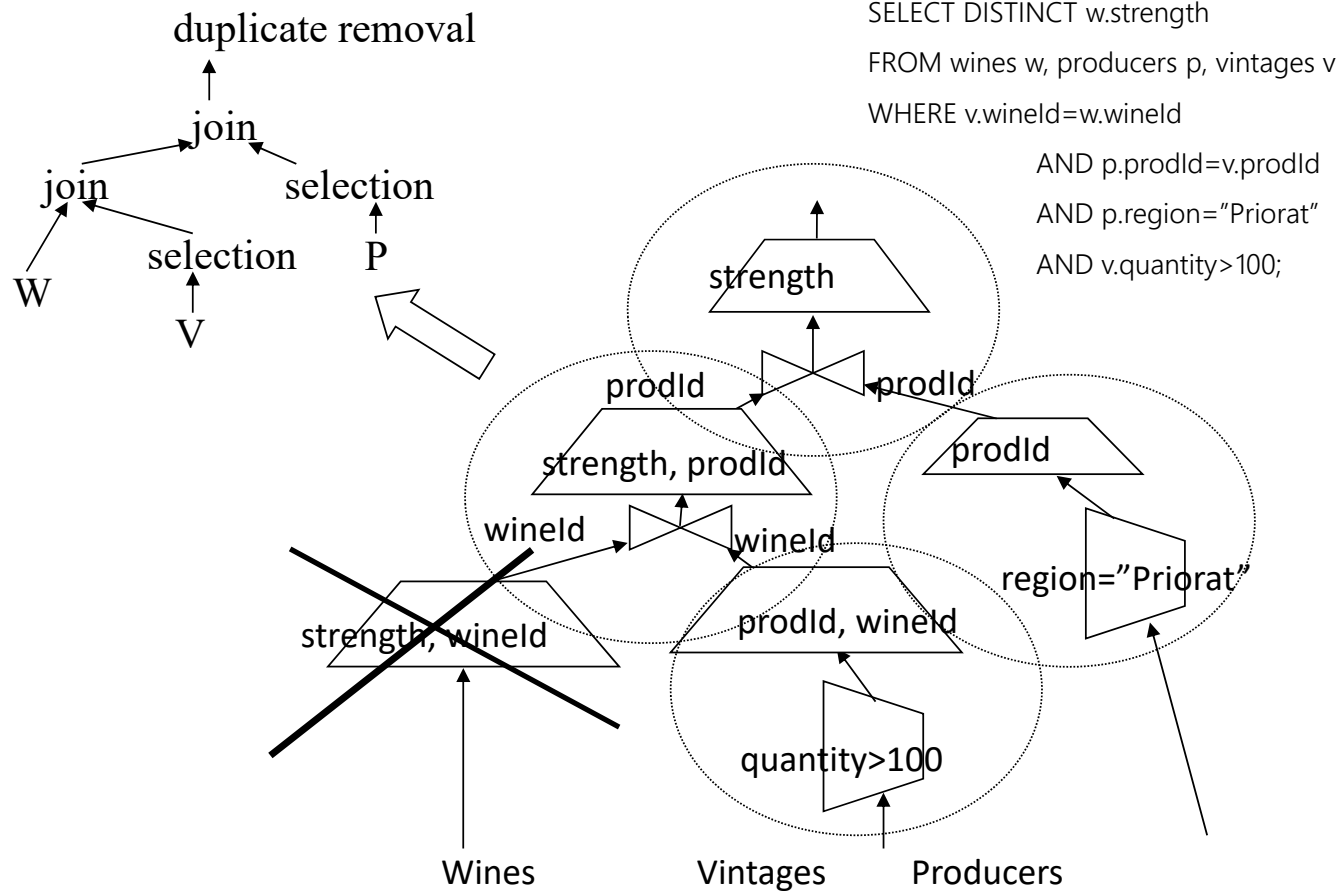 duplicate removal
join
join
selection
selection
P
W
V
SELECT DISTINCT w.strength
FROM wines w, producers p, vintages v
WHERE v.wineId=w.wineId
AND p.prodId=v.prodId
AND p.region=”Priorat”
AND v.quantity>100;
strength
prodId
prodId
strength, prodId
prodId
wineId
wineId
region=”Priorat”
strength, wineId
prodId, wineId
quantity>100
Wines
Vintages
Producers